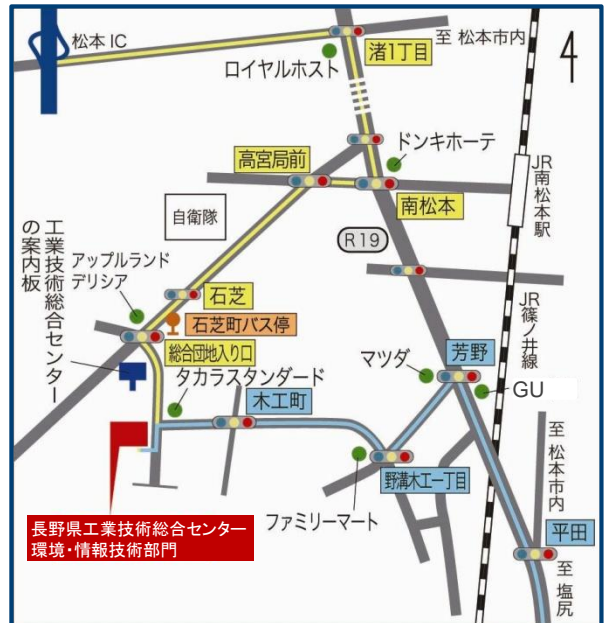 松本IC
渚1丁目
至 松本市内
4
ロイヤルホスト
ドンキホーテ
高宮局前
南松本
JR南松本駅
自衛隊
R19
工業技術総合センターの案内板
アップルランド
デリシア
石芝
石芝町バス停
JR篠ノ井線
総合団地入り口
マツダ
芳野
GU
タカラスタンダード
木工町
至 松本市内
野溝木工一丁目
ファミリーマート
長野県工業技術総合センター
環境・情報技術部門
平田
至 塩尻